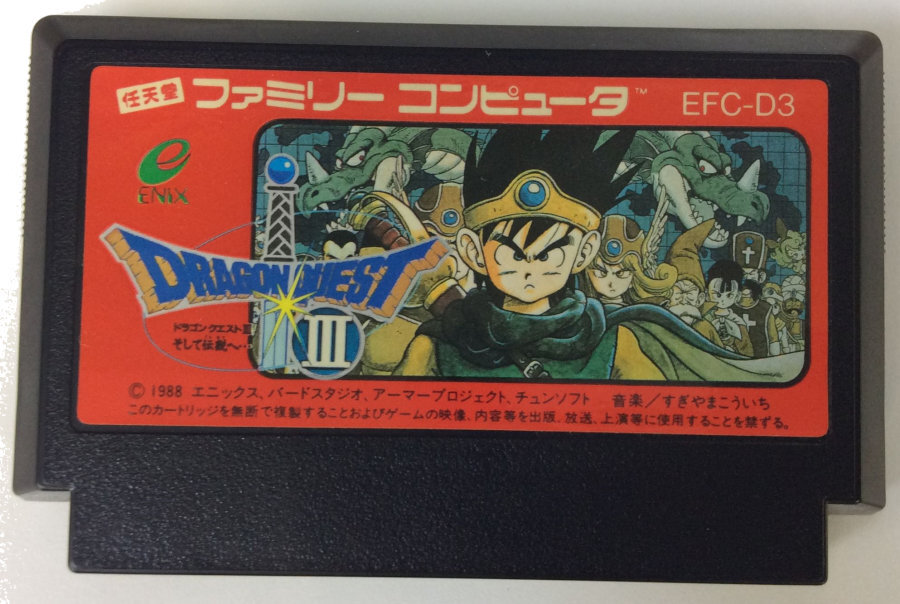 任天堂 ファミリー コンピュータ™ EFC-D3
ENIX
DRAGON QUEST
III
ドラゴンクエストIII
そして伝説へ…
© 1988 エニックス、バードスタジオ、アーマープロジェクト、チュンソフト 音楽/すぎやまこういち
このカートリッジを無断で複製することおよびゲームの映像、内容等を出版、放送、上演等に使用することを禁ずる。